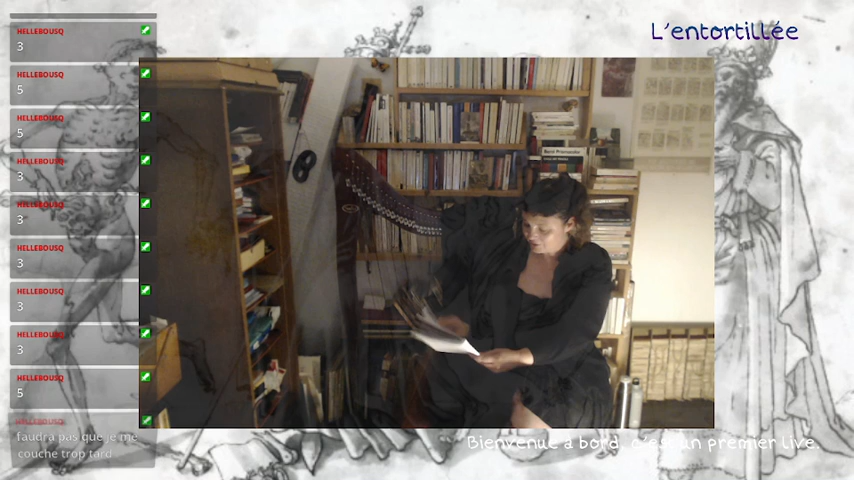 L'entortillée
HELLEBOUSQ
3
HELLEBOUSQ
5
HELLEBOUSQ
5
HELLEBOUSQ
3
HELLEBOUSQ
3
HELLEBOUSQ
3
HELLEBOUSQ
3
HELLEBOUSQ
3
HELLEBOUSQ
5
HELLEBOUSQ
faudra pas que je me
couche trop tard
Bienvenue à bord, c'est un premier live.